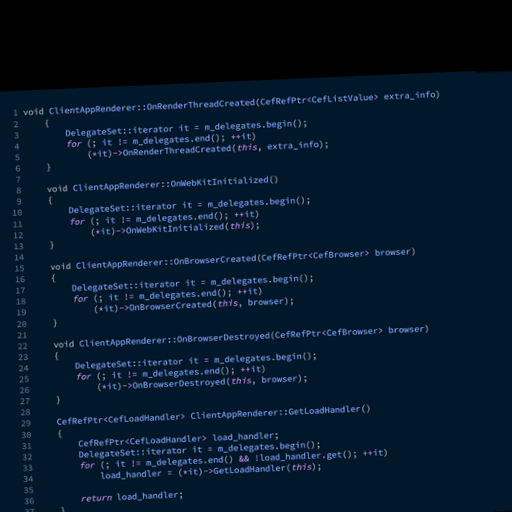 1 void ClientAppRenderer::OnRenderThreadCreated(CefRefPtr<CefListValue> extra_info)
2 {
3 DelegateSet::iterator it = m_delegates.begin();
4 for (; it != m_delegates.end(); ++it)
5 (*it)->OnRenderThreadCreated(this, extra_info);
6 }
7
8 void ClientAppRenderer::OnWebKitInitialized()
9 {
10 DelegateSet::iterator it = m_delegates.begin();
11 for (; it != m_delegates.end(); ++it)
12 (*it)->OnWebKitInitialized(this);
13 }
14
15 void ClientAppRenderer::OnBrowserCreated(CefRefPtr<CefBrowser> browser)
16 {
17 DelegateSet::iterator it = m_delegates.begin();
18 for (; it != m_delegates.end(); ++it)
19 (*it)->OnBrowserCreated(this, browser);
20 }
21
22 void ClientAppRenderer::OnBrowserDestroyed(CefRefPtr<CefBrowser> browser)
23 {
24 DelegateSet::iterator it = m_delegates.begin();
25 for (; it != m_delegates.end(); ++it)
26 (*it)->OnBrowserDestroyed(this, browser);
27 }
28
29 CefRefPtr<CefLoadHandler> ClientAppRenderer::GetLoadHandler()
30 {
31 CefRefPtr<CefLoadHandler> load_handler;
32 DelegateSet::iterator it = m_delegates.begin();
33 for (; it != m_delegates.end() && !load_handler.get(); ++it)
34 load_handler = (*it)->GetLoadHandler(this);
35
36 return load_handler;
37 }